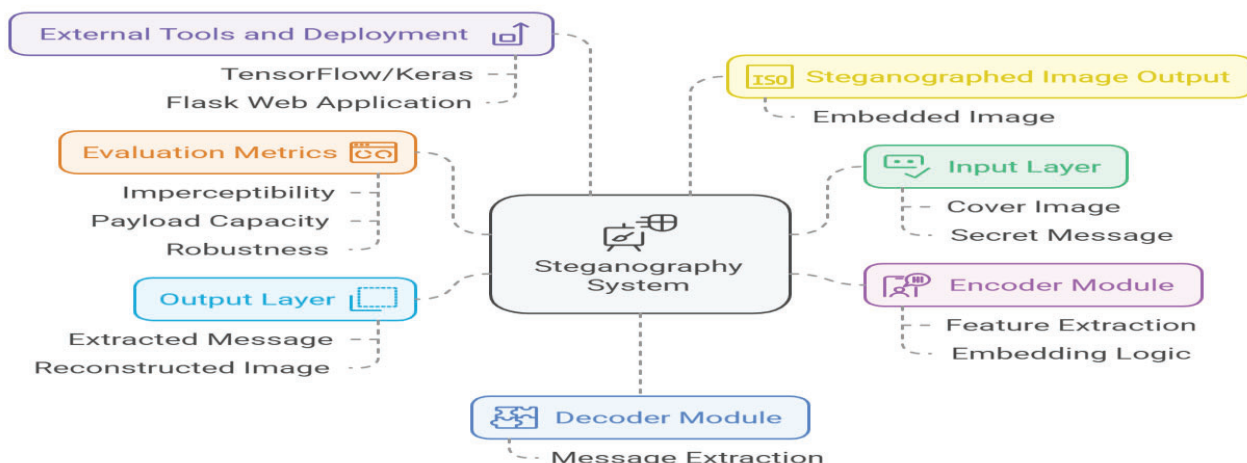 External Tools and Deployment
TensorFlow/Keras
Flask Web Application
ISO
Steganographed Image Output
Embedded Image
Evaluation Metrics
Imperceptibility
Payload Capacity
Robustness
Input Layer
Cover Image
Secret Message
Steganography
System
Output Layer
Extracted Message
Reconstructed Image
Encoder Module
Feature Extraction
Embedding Logic
Decoder Module
Message Extraction